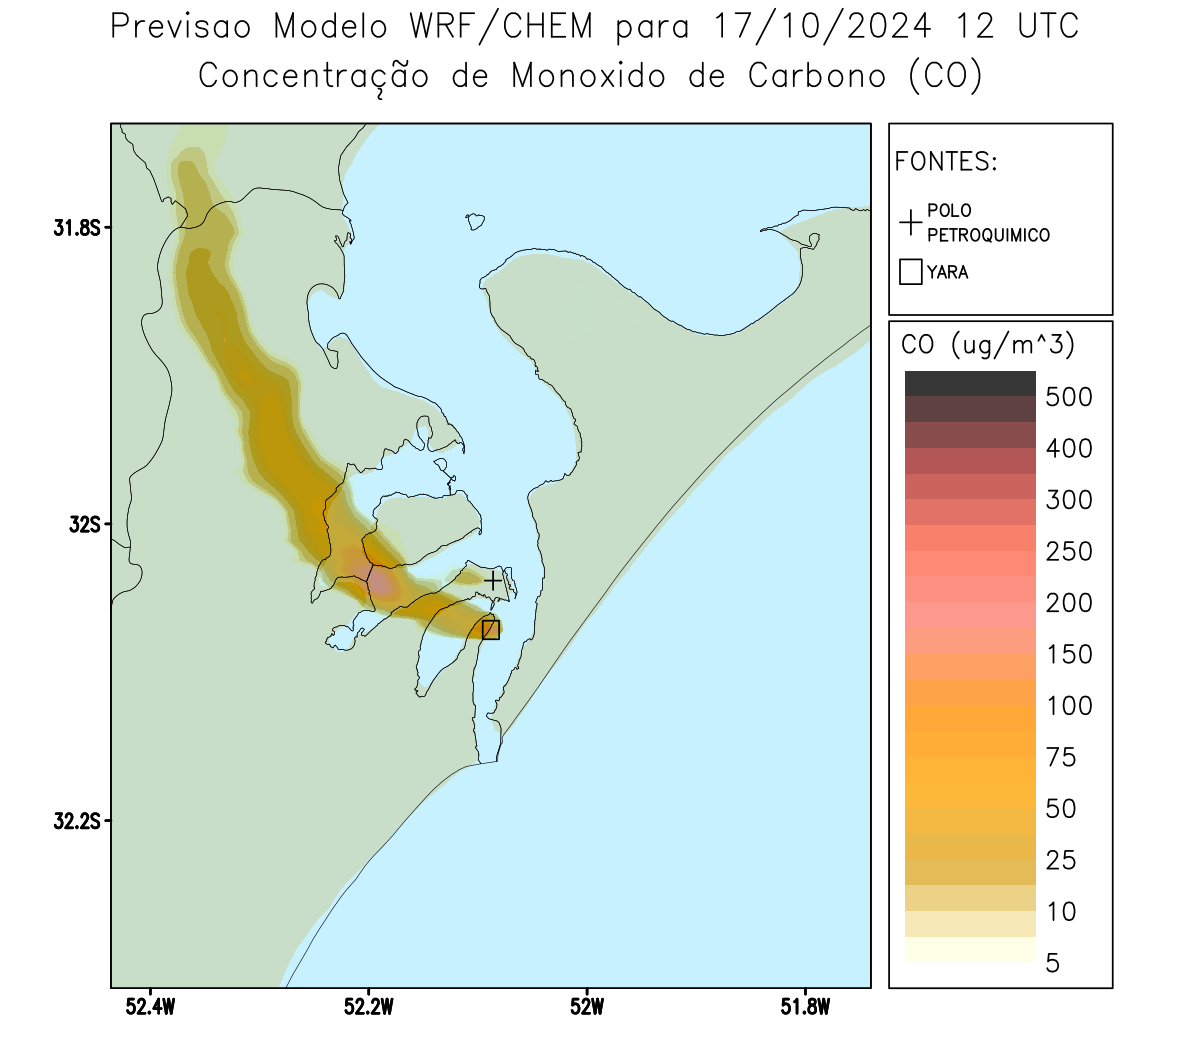 Previsao Modelo WRF/CHEM para 17/10/2024 12 UTC
Concentração de Monoxido de Carbono (CO)
FONTES:
POLO
PETROQUIMICO
YARA
CO (ug/m^3)
500
400
300
250
200
150
100
75
50
25
10
5
31.8S
32S
32.2S
52.4W
52.2W
52W
51.8W